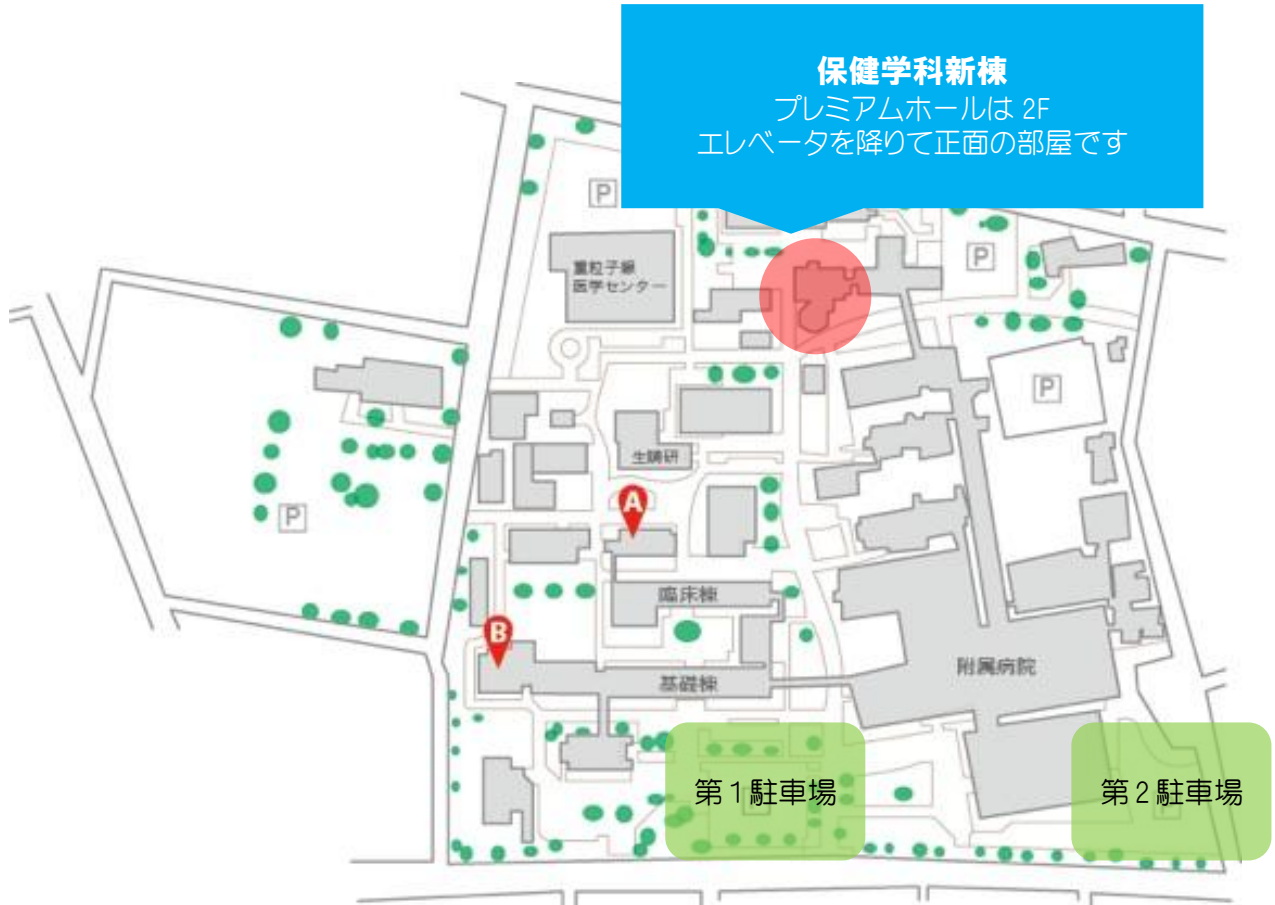 保健学科新棟
プレミアムホールは 2F
エレベータを降りて正面の部屋です
P
重粒子線
医学センター
P
P
生調研
A
P
臨床棟
B
基礎棟
附属病院
第1駐車場
第2駐車場
P